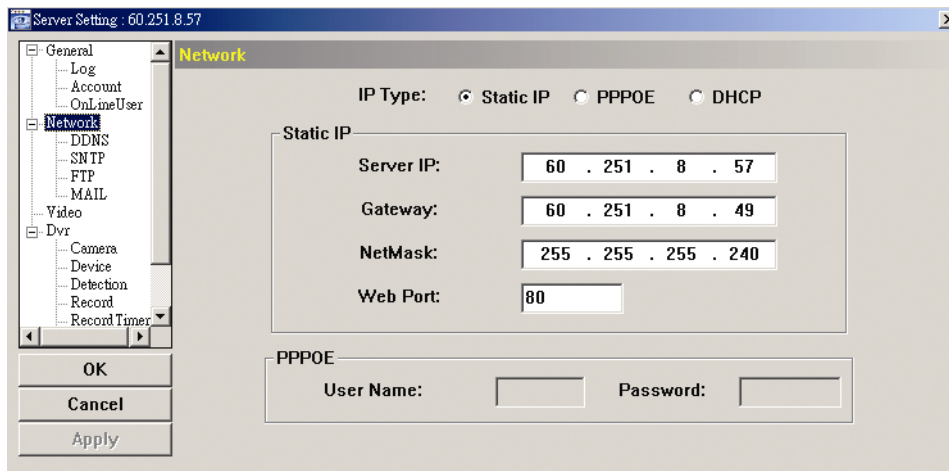 Server Setting : 60.251.8.57
General
Log
Account
OnLineUser
Network
DDNS
SNTP
FTP
MAIL
Video
Dvr
Camera
Device
Detection
Record
Record Timer
OK
Cancel
Apply
Network
IP Type: Static IP PPPOE DHCP
Static IP
Server IP: 60 . 251 . 8 . 57
Gateway: 60 . 251 . 8 . 49
NetMask: 255 . 255 . 255 . 240
Web Port: 80
PPPOE
User Name: Password: